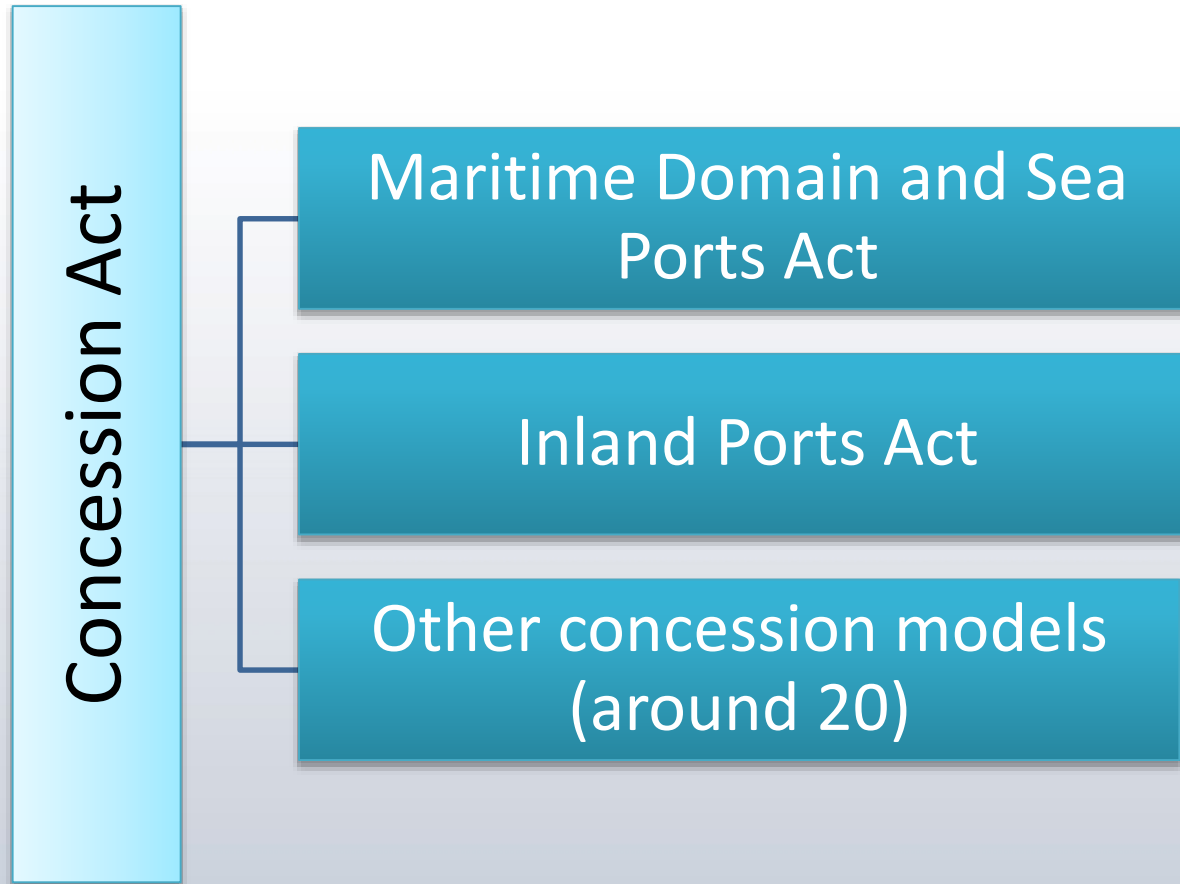 Concession Act
Maritime Domain and Sea
Ports Act
Inland Ports Act
Other concession models
(around 20)